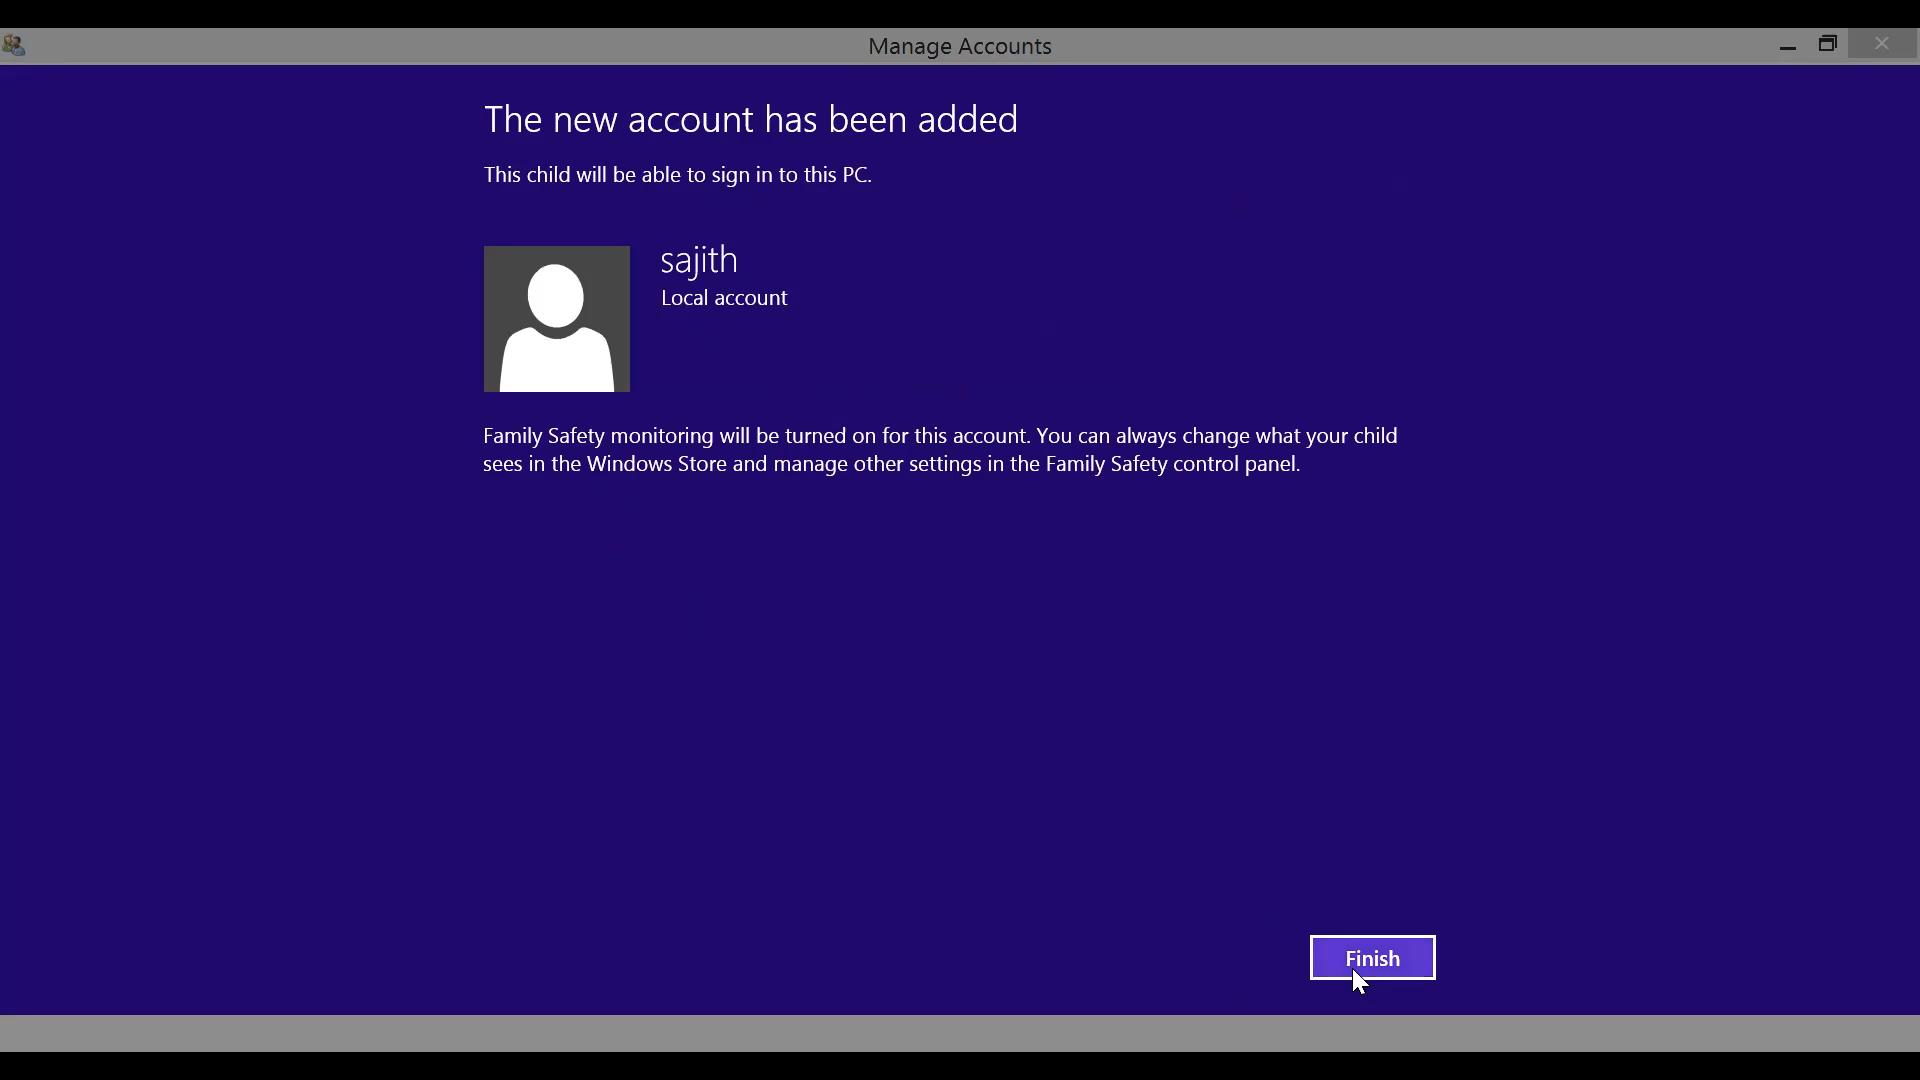 Manage Accounts
The new account has been added
This child will be able to sign in to this PC.
sajith
Local account
Family Safety monitoring will be turned on for this account. You can always change what your child
sees in the Windows Store and manage other settings in the Family Safety control panel.
Finish